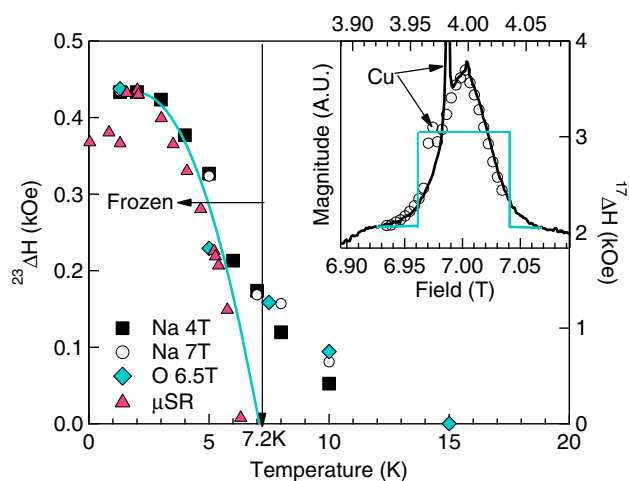 3.90 3.95 4.00 4.05
0.5
0.4
0.3
0.2
0.1
0.0
²³ΔH (kOe)
4
3
2
1
0
¹⁷ΔH (kOe)
Cu
Magnitude (A.U.)
6.90 6.95 7.00 7.05
Field (T)
Frozen
Na 4T
Na 7T
O 6.5T
μSR
0 5 10 15 20
7.2K
Temperature (K)